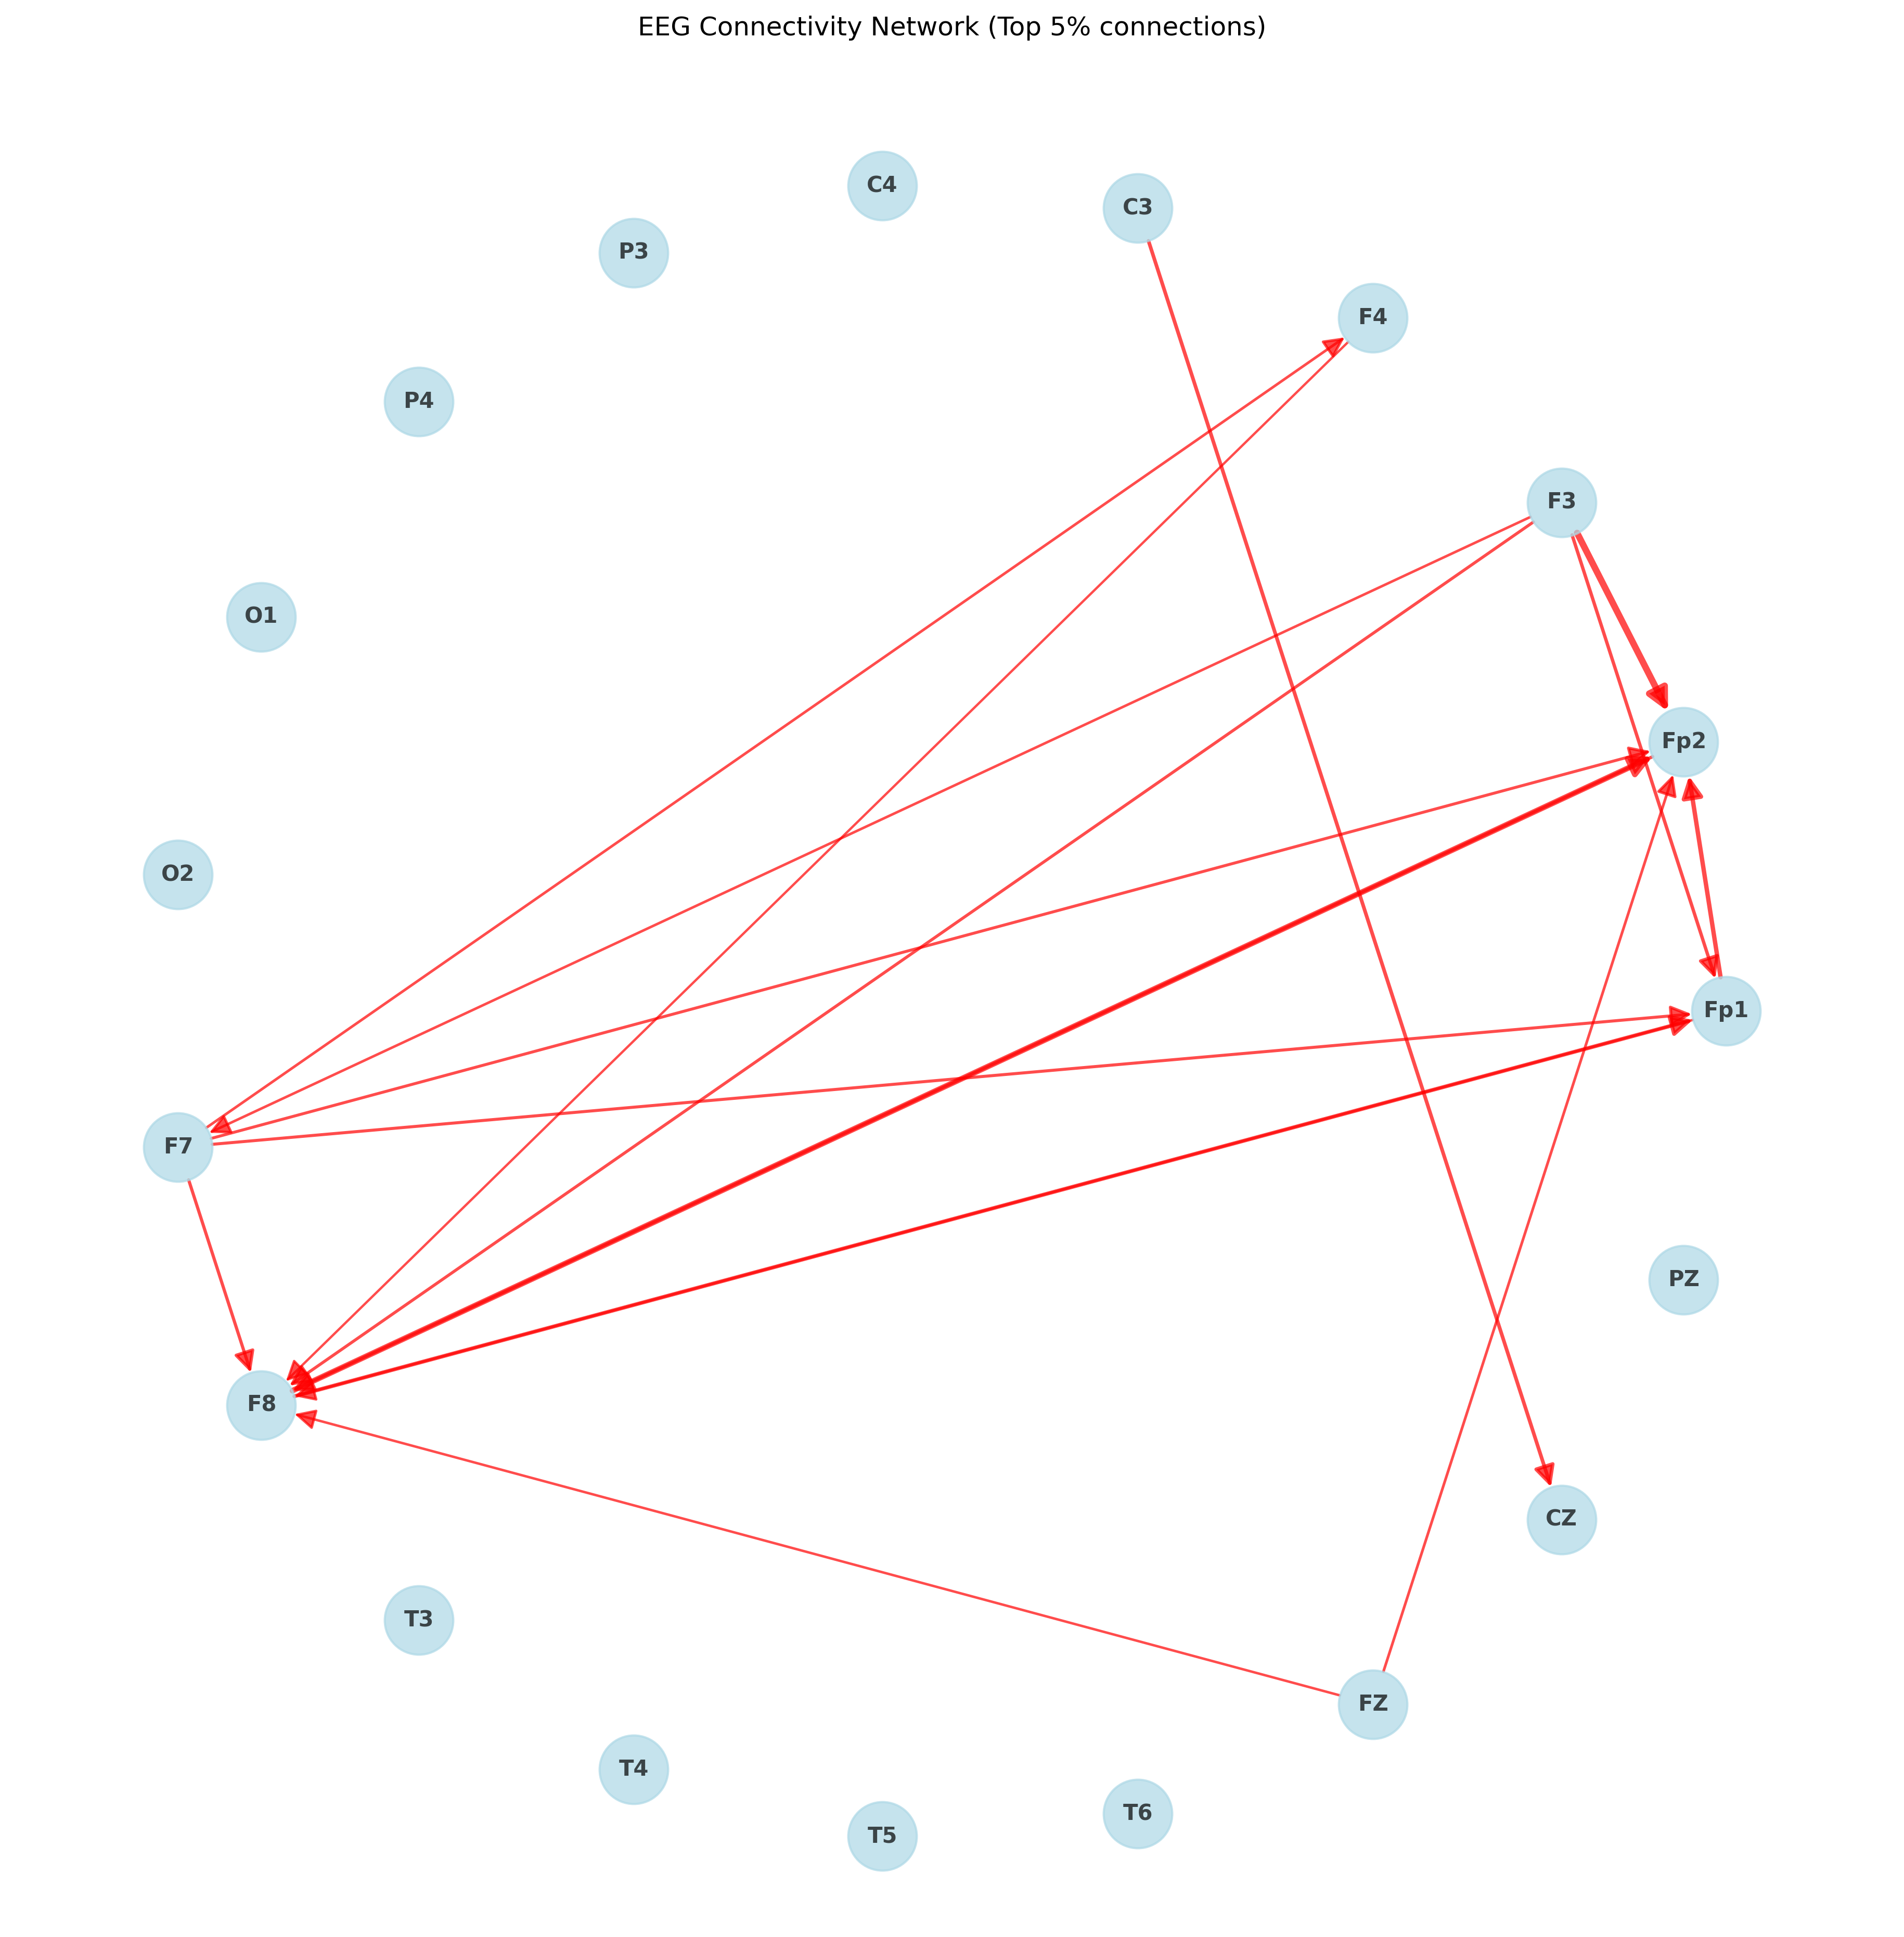 EEG Connectivity Network (Top 5% connections)
C4
C3
P3
F4
P4
F3
O1
Fp2
O2
Fp1
F7
PZ
F8
CZ
T3
FZ
T4
T6
T5